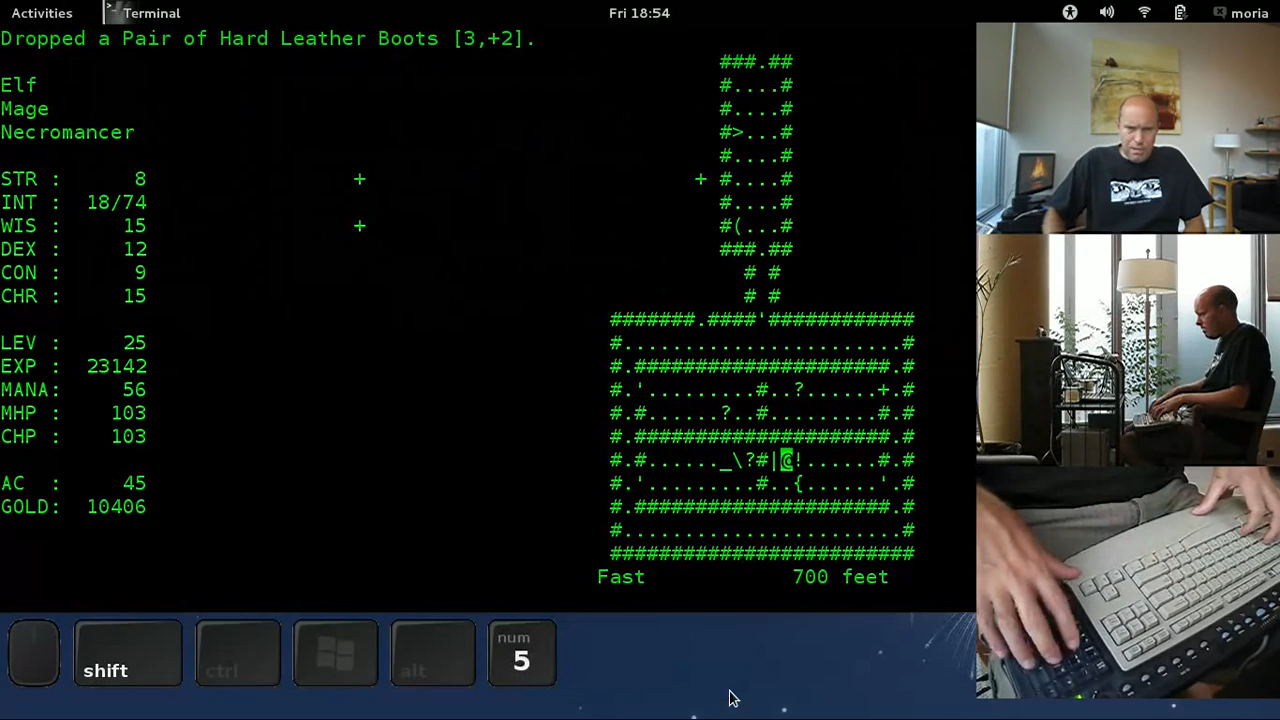 Activities Terminal Fri 18:54 moria
Dropped a Pair of Hard Leather Boots [3,+2].
Elf
Mage
Necromancer
STR : 8
INT : 18/74
WIS : 15
DEX : 12
CON : 9
CHR : 15
LEV : 25
EXP : 23142
MANA: 56
MHP : 103
CHP : 103
AC : 45
GOLD: 10406
+ +
+
###.##
#....#
#....#
#>...#
#....#
#....#
#....#
#(...#
###.##
# #
# #
#######.####'############
#.......................#
#.#####################.#
#.'.........#..?......+.#
#.#......?..#.........#.#
#.#####################.#
#.#......_\?#|@!......#.#
#.'.........#..{......'.#
#.#####################.#
#.......................#
#########################
Fast 700 feet
shift ctrl alt num
5